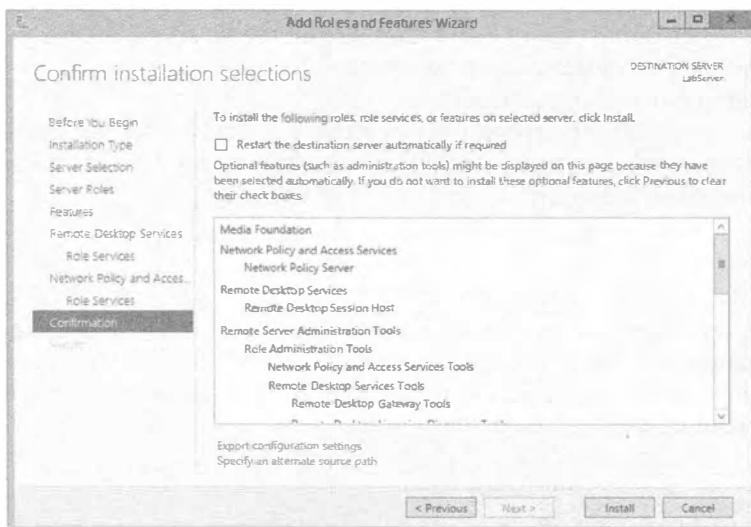 Add Roles and Features Wizard
Confirm installation selections
DESTINATION SERVER
LabServer
Before You Begin
Installation Type
Server Selection
Server Roles
Features
Remote Desktop Services
Role Services
Network Policy and Acces...
Role Services
Confirmation
To install the following roles, role services, or features on selected server, click Install.
Restart the destination server automatically if required
Optional features (such as administration tools) might be displayed on this page because they have
been selected automatically. If you do not want to install these optional features, click Previous to clear
their check boxes.
Media Foundation
Network Policy and Access Services
Network Policy Server
Remote Desktop Services
Remote Desktop Session Host
Remote Server Administration Tools
Role Administration Tools
Network Policy and Access Services Tools
Remote Desktop Services Tools
Remote Desktop Gateway Tools
Export configuration settings
Specify an alternate source path
< Previous
Next >
Install
Cancel